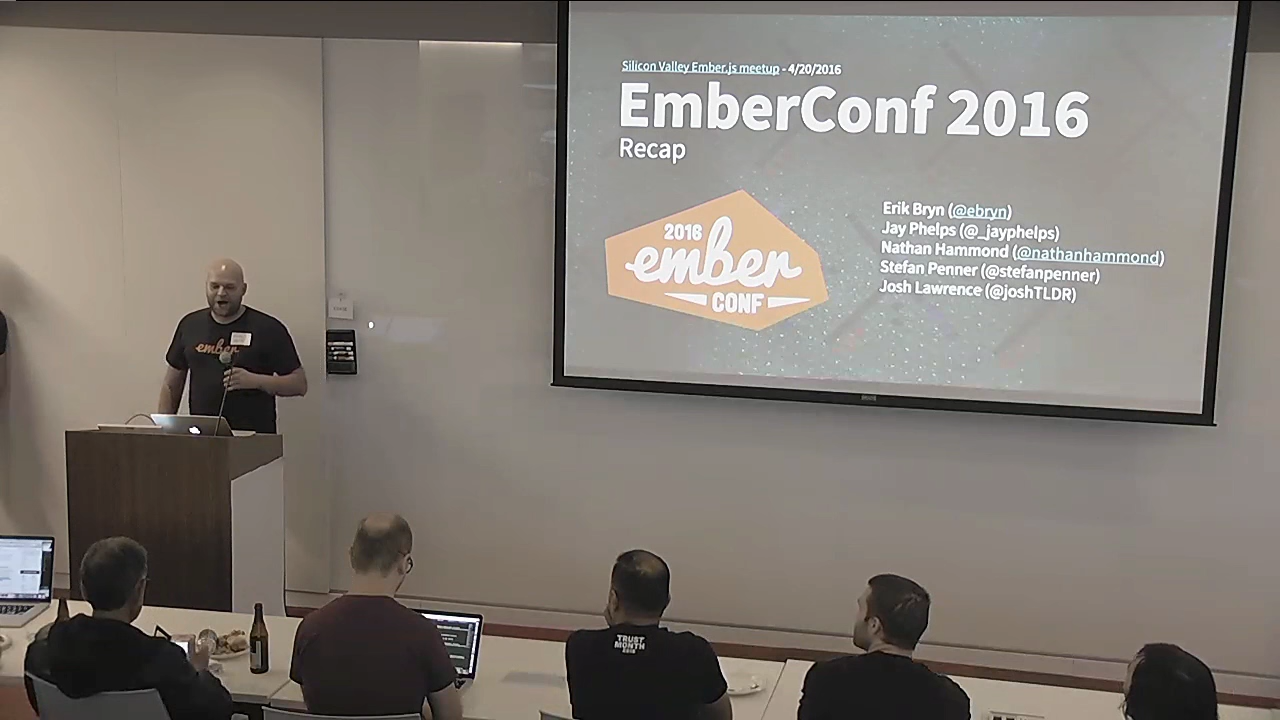 Silicon Valley Ember.js meetup - 4/20/2016
EmberConf 2016
Recap
2016
ember
CONF
Erik Bryn (@ebryn)
Jay Phelps (@_jayphelps)
Nathan Hammond (@nathanhammond)
Stefan Penner (@stefanpenner)
Josh Lawrence (@joshTLDR)
ember
TRUST
MONTH